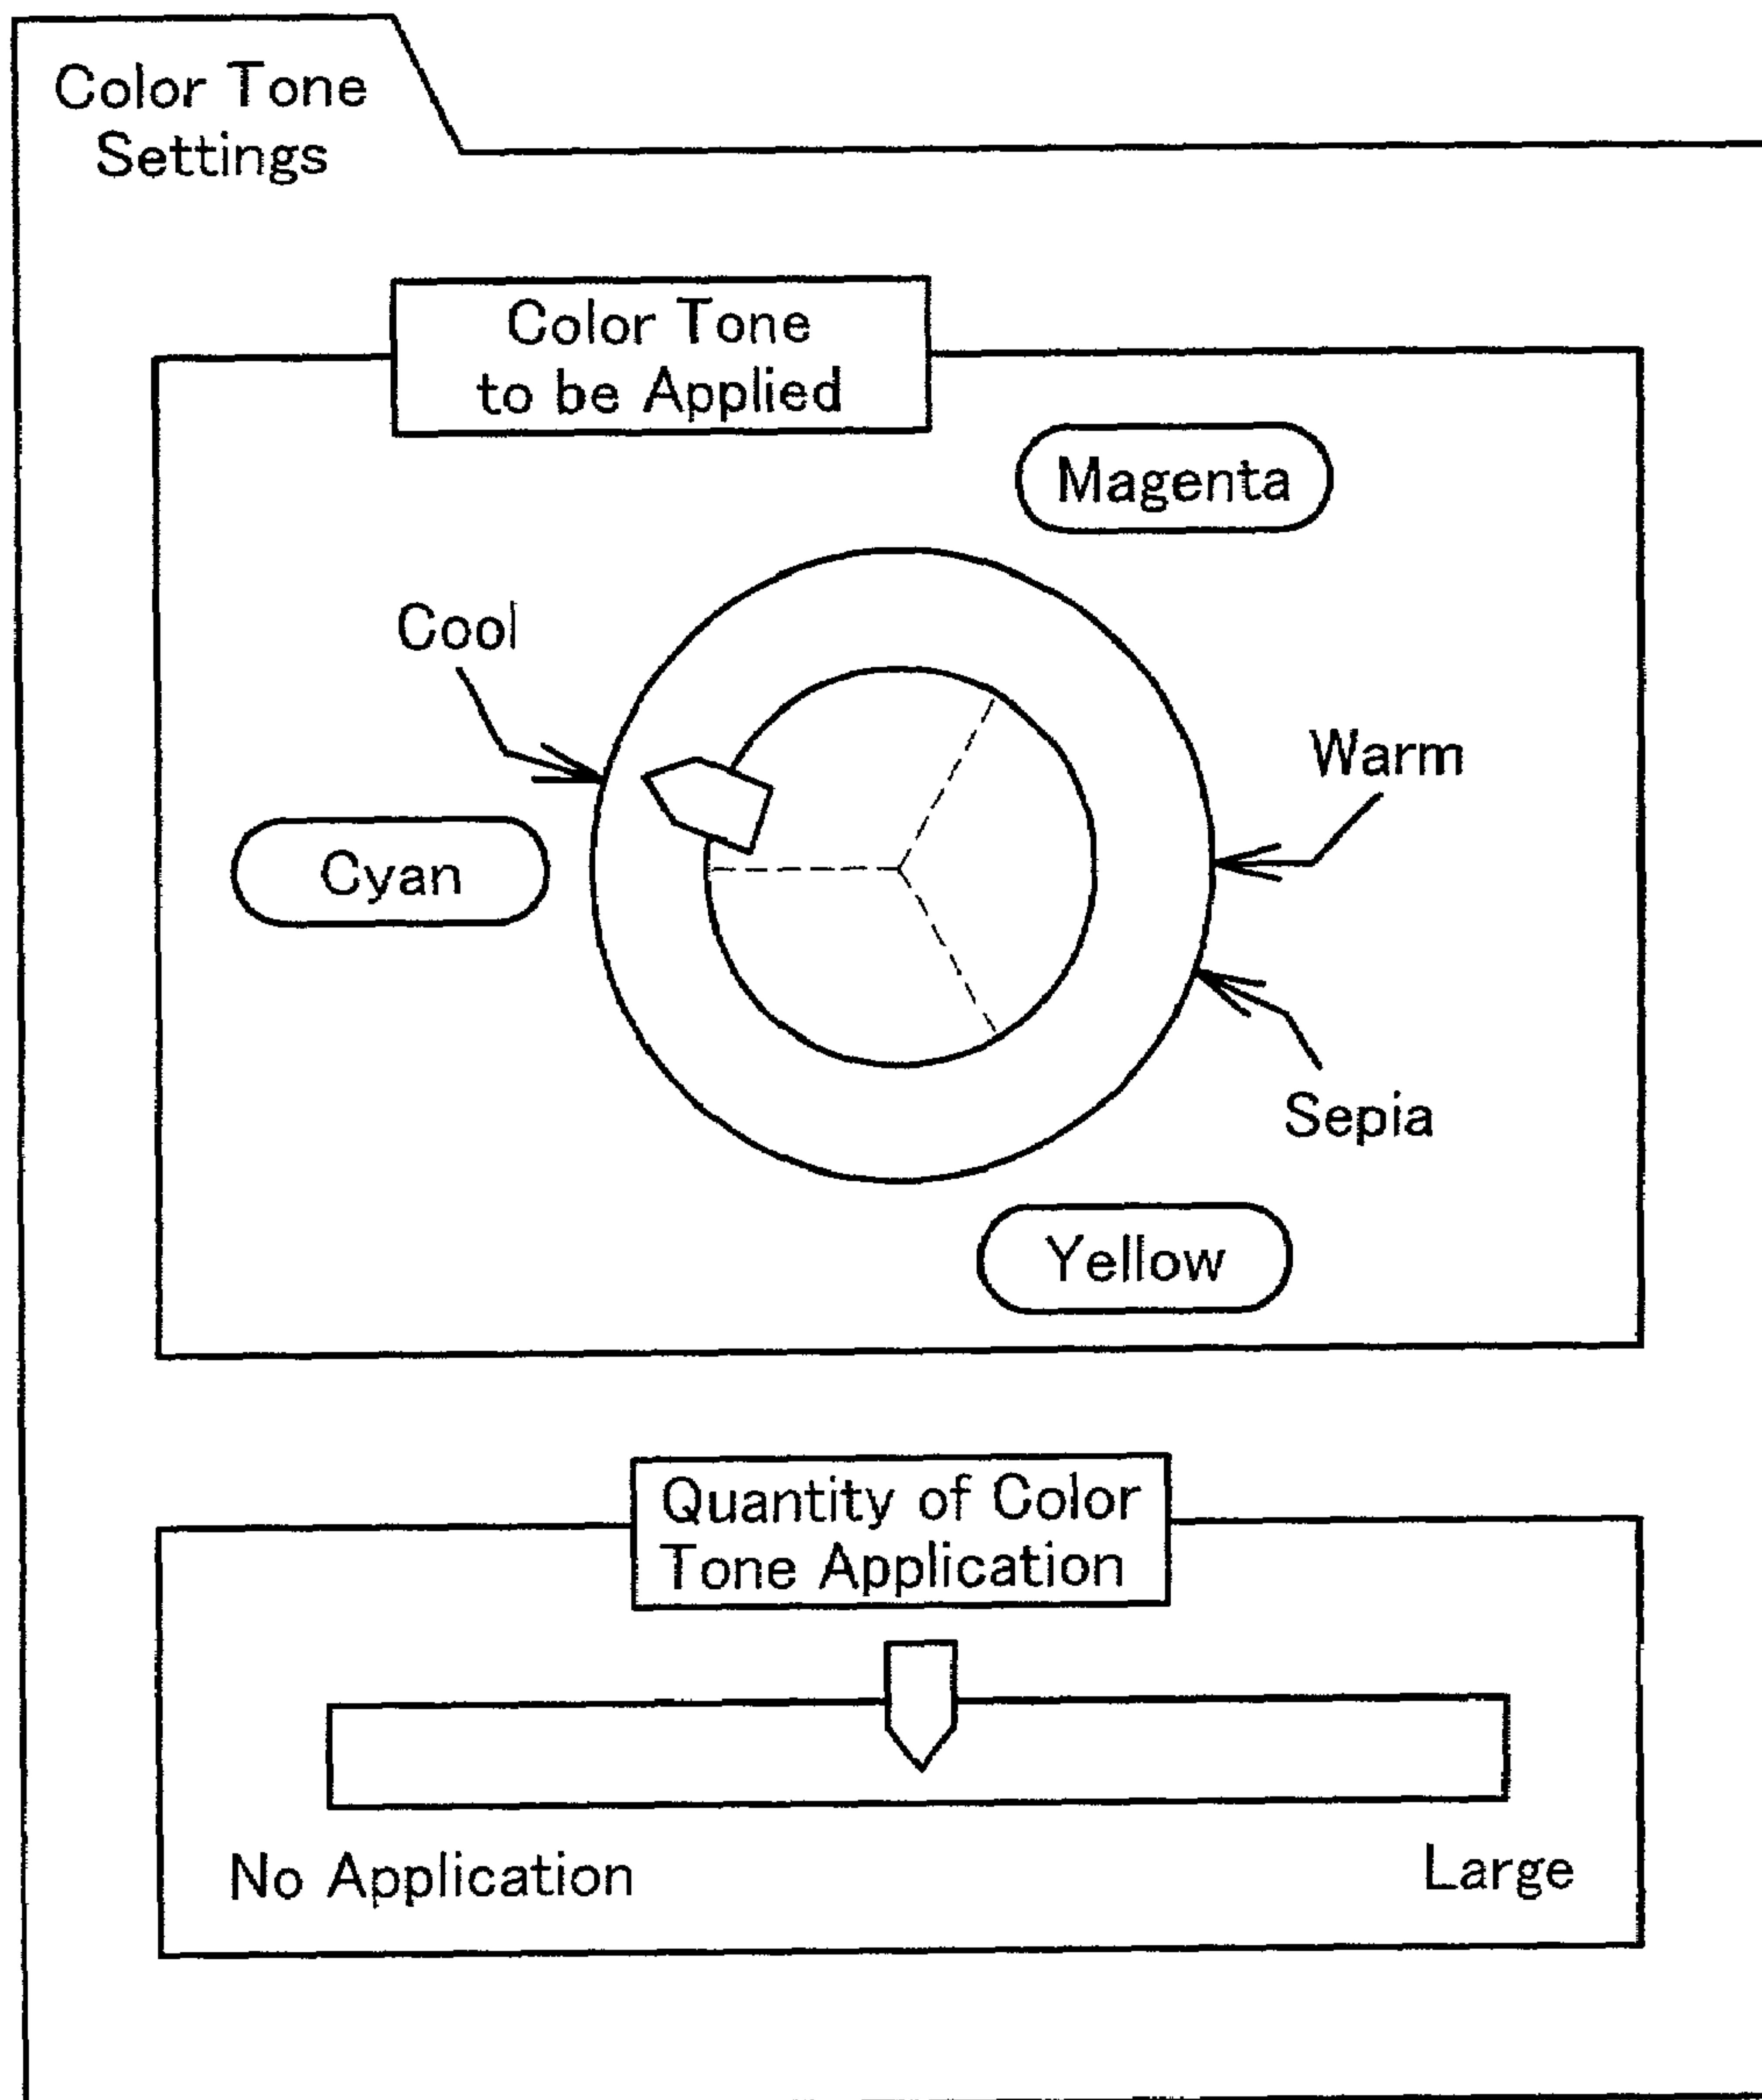 Color Tone
Settings
Color Tone
to be Applied
Magenta
Cool
Warm
Cyan
Sepia
Yellow
Quantity of Color
Tone Application
No Application
Large